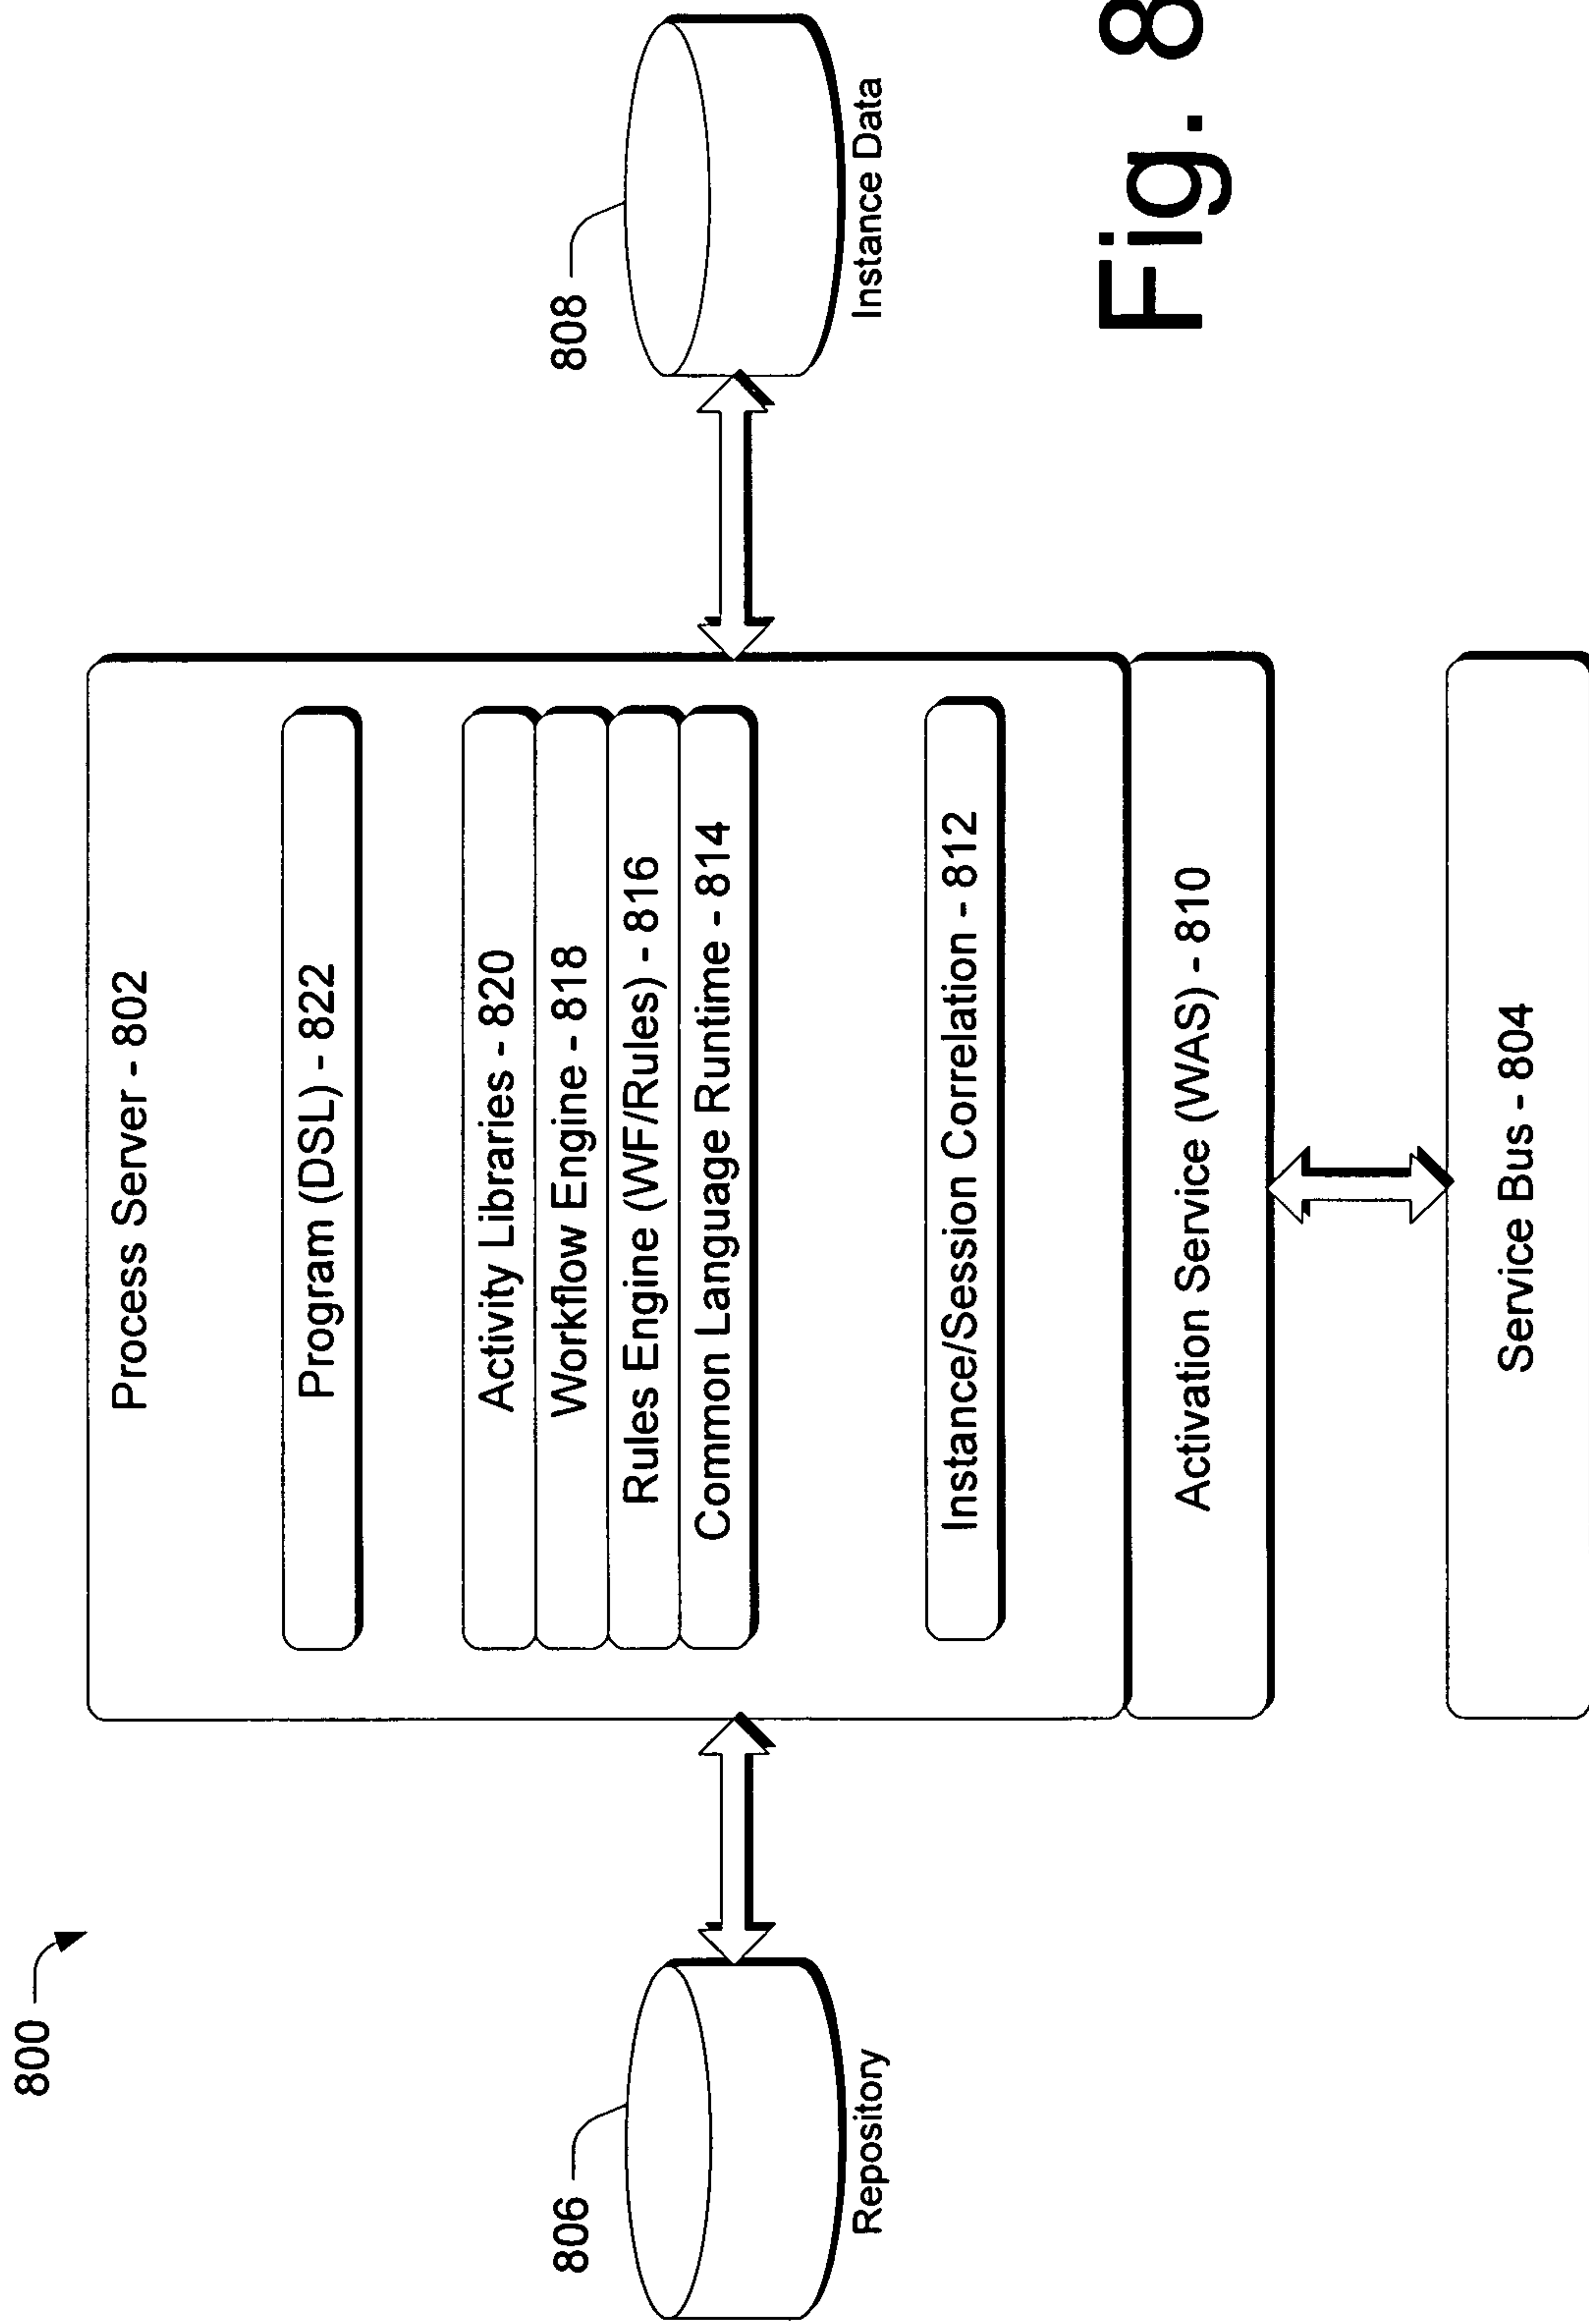 800
Process Server - 802
Program (DSL) - 822
806
808
Activity Libraries - 820
Workflow Engine - 818
Rules Engine (WF/Rules) - 816
Common Language Runtime - 814
Repository
Instance Data
Instance/Session Correlation - 812
Activation Service (WAS) - 810
Service Bus - 804
Fig. 8